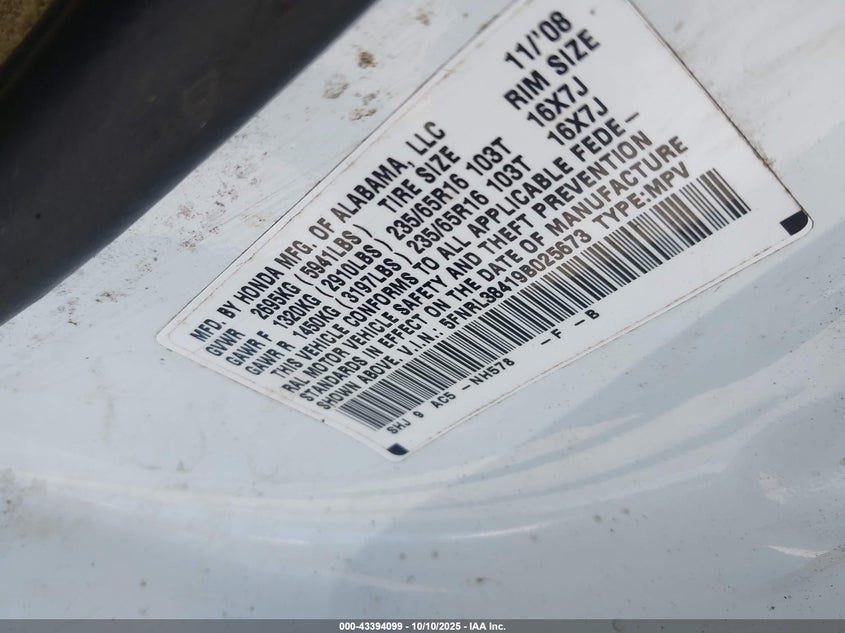 MFD. BY HONDA MFG. OF ALABAMA, LLC 11/'08
GVWR 2695KG (5941LBS) TIRE SIZE RIM SIZE
GAWR F 1320KG (2910LBS) 235/65R16 103T 16X7J
GAWR R 1450KG (3197LBS) 235/65R16 103T 16X7J
THIS VEHICLE CONFORMS TO ALL APPLICABLE FEDE-
RAL MOTOR VEHICLE SAFETY AND THEFT PREVENTION
STANDARDS IN EFFECT ON THE DATE OF MANUFACTURE
SHOWN ABOVE. V.I.N.: 5FNRL38419B025673 TYPE:MPV
SHJ 9 AC5 -NH578 -F -B
000-43394099 - 10/10/2025 - IAA Inc.